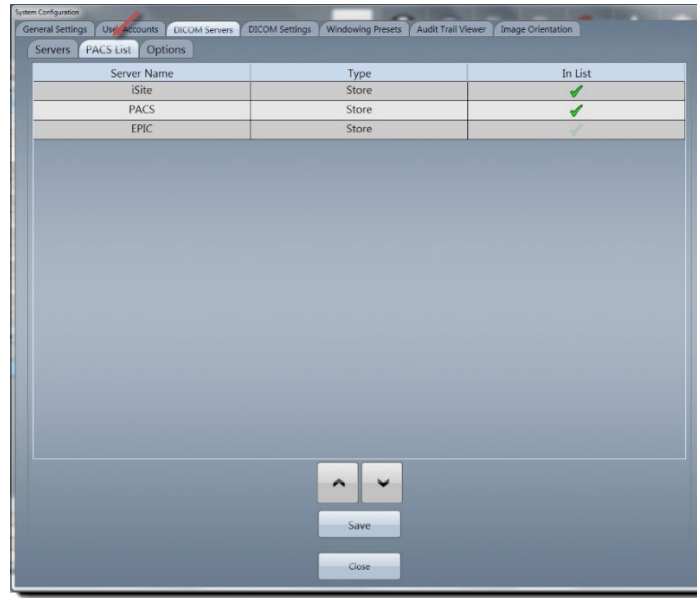 System Configuration
General Settings User Accounts DICOM Servers DICOM Settings Windowing Presets Audit Trail Viewer Image Orientation
Servers PACS List Options
Server Name Type In List
iSite Store
PACS Store
EPIC Store
Save
Close